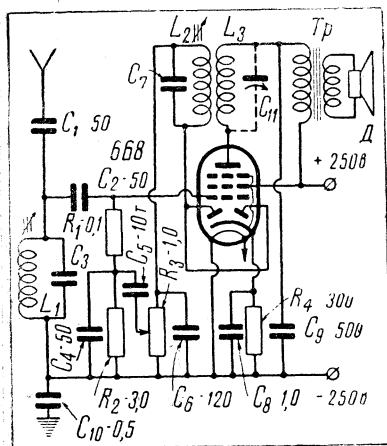 L₂ L₃ Тр
C₇
C₁₁
C₁ 50
Д
6Б8
+ 250в
C₂·50
R₁·0,1
C₅·10т
R₃·1,0
C₃
L₁
C₄·50
R₄ 300
C₉ 500
R₂·3,0 C₆·120 C₈ 1,0 - 250в
C₁₀·0,5